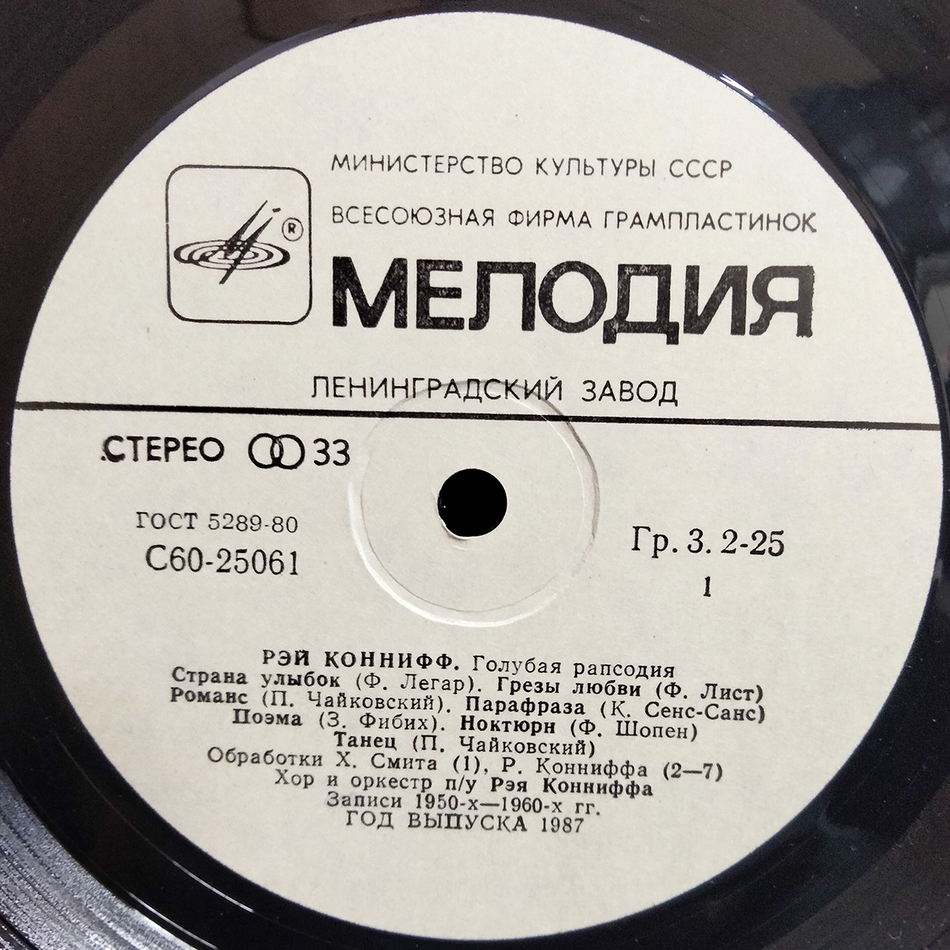 МИНИСТЕРСТВО КУЛЬТУРЫ СССР
ВСЕСОЮЗНАЯ ФИРМА ГРАМПЛАСТИНОК
®
МЕЛОДИЯ
ЛЕНИНГРАДСКИЙ ЗАВОД
СТЕРЕО 33
ГОСТ 5289-80
С60-25061
Гр. 3. 2-25
1
РЭЙ КОННИФФ. Голубая рапсодия
Страна улыбок (Ф. Легар). Грезы любви (Ф. Лист)
Романс (П. Чайковский). Парафраза (К. Сенс-Санс)
Поэма (З. Фибих). Ноктюрн (Ф. Шопен)
Танец (П. Чайковский)
Обработки Х. Смита (1), Р. Конниффа (2—7)
Хор и оркестр п/у Рэя Конниффа
Записи 1950-х—1960-х гг.
ГОД ВЫПУСКА 1987